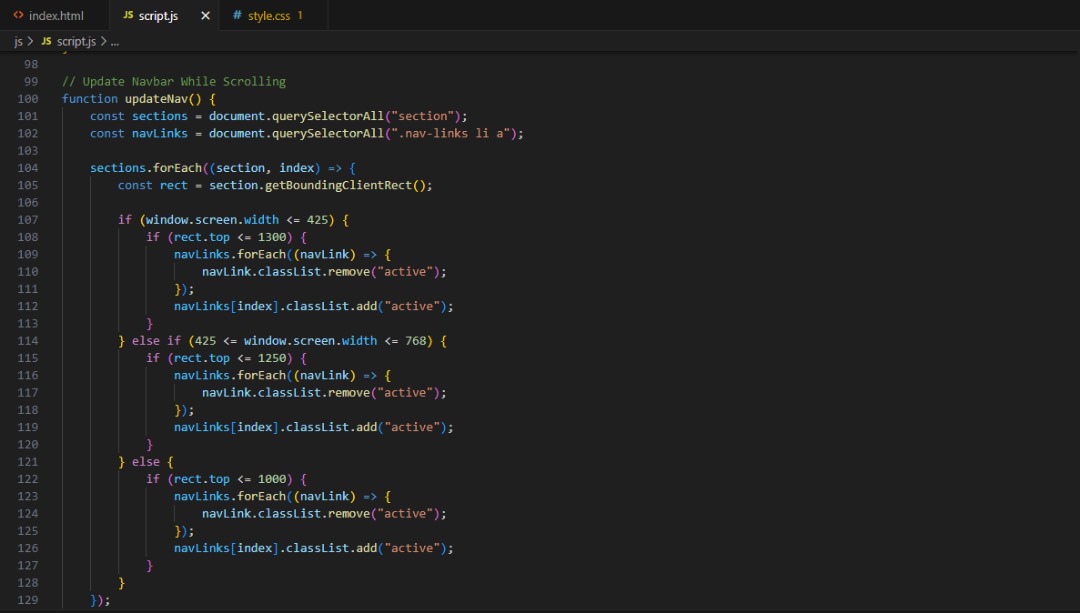 index.html
JS script.js
# style.css 1
js > JS script.js > ...
98
99 // Update Navbar While Scrolling
100 function updateNav() {
101     const sections = document.querySelectorAll("section");
102     const navLinks = document.querySelectorAll(".nav-links li a");
103
104     sections.forEach((section, index) => {
105         const rect = section.getBoundingClientRect();
106
107         if (window.screen.width <= 425) {
108             if (rect.top <= 1300) {
109                 navLinks.forEach((navLink) => {
110                     navLink.classList.remove("active");
111                 });
112                 navLinks[index].classList.add("active");
113             }
114         } else if (425 <= window.screen.width <= 768) {
115             if (rect.top <= 1250) {
116                 navLinks.forEach((navLink) => {
117                     navLink.classList.remove("active");
118                 });
119                 navLinks[index].classList.add("active");
120             }
121         } else {
122             if (rect.top <= 1000) {
123                 navLinks.forEach((navLink) => {
124                     navLink.classList.remove("active");
125                 });
126                 navLinks[index].classList.add("active");
127             }
128         }
129     });